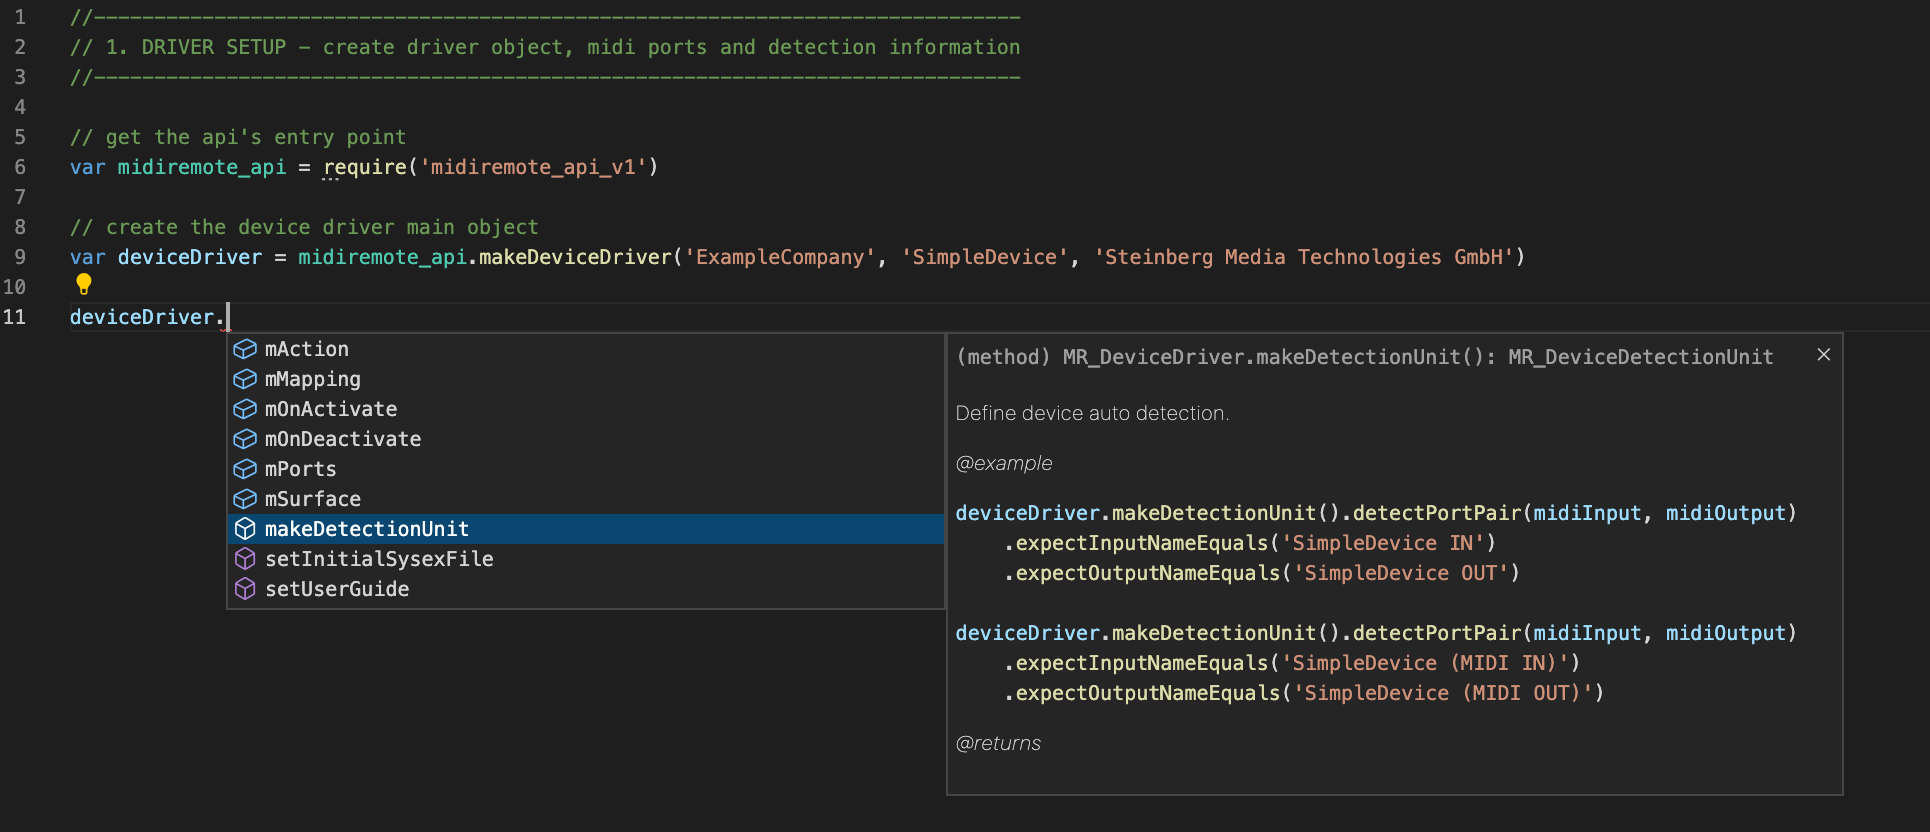 1 //-----------------------------------------------------------------------------
2 // 1. DRIVER SETUP - create driver object, midi ports and detection information
3 //-----------------------------------------------------------------------------
4
5 // get the api's entry point
6 var midiremote_api = require('midiremote_api_v1')
7
8 // create the device driver main object
9 var deviceDriver = midiremote_api.makeDeviceDriver('ExampleCompany', 'SimpleDevice', 'Steinberg Media Technologies GmbH')
10
11 deviceDriver.
mAction
mMapping
mOnActivate
mOnDeactivate
mPorts
mSurface
makeDetectionUnit
setInitialSysexFile
setUserGuide
(method) MR_DeviceDriver.makeDetectionUnit(): MR_DeviceDetectionUnit
Define device auto detection.
@example
deviceDriver.makeDetectionUnit().detectPortPair(midiInput, midiOutput)
.expectInputNameEquals('SimpleDevice IN')
.expectOutputNameEquals('SimpleDevice OUT')
deviceDriver.makeDetectionUnit().detectPortPair(midiInput, midiOutput)
.expectInputNameEquals('SimpleDevice (MIDI IN)')
.expectOutputNameEquals('SimpleDevice (MIDI OUT)')
@returns